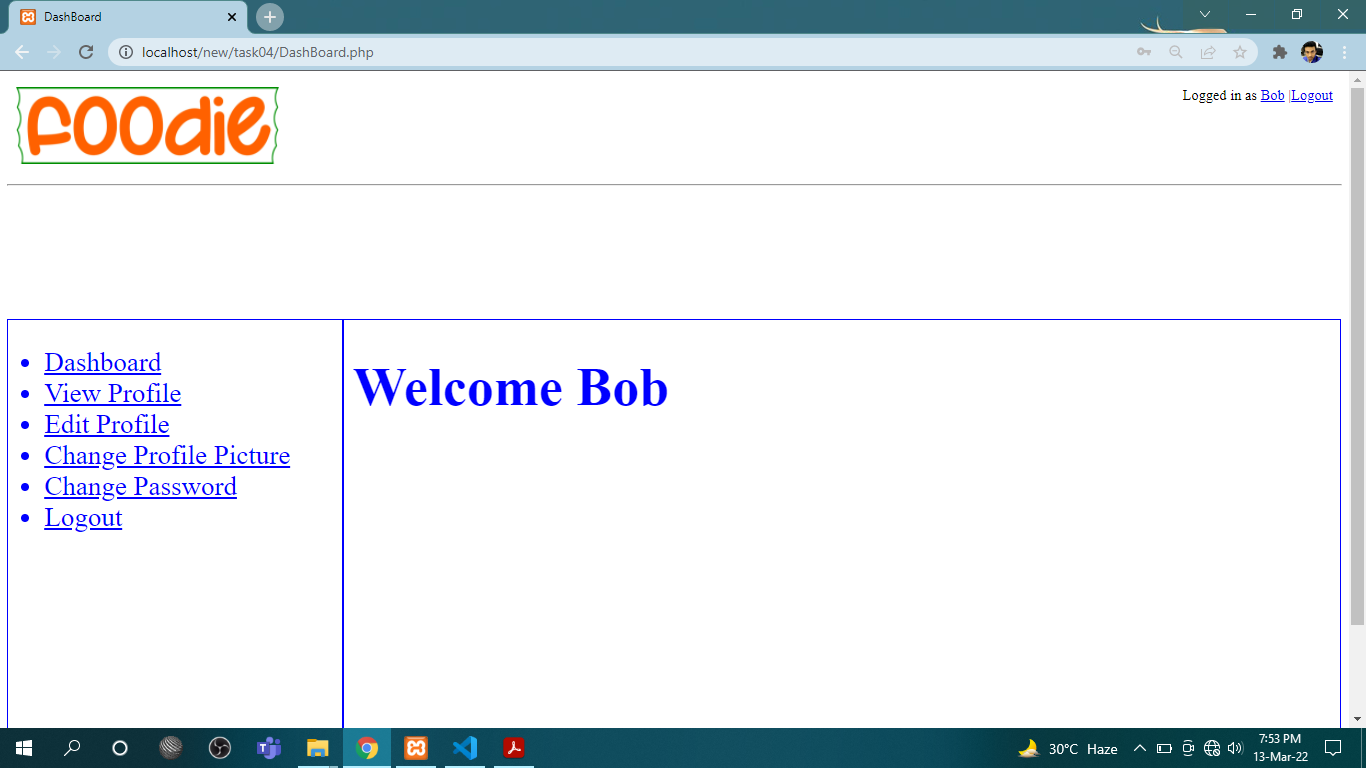 DashBoard
localhost/new/task04/DashBoard.php
foodie
Logged in as Bob |Logout
Dashboard
View Profile
Edit Profile
Change Profile Picture
Change Password
Logout
Welcome Bob
30°C Haze
7:53 PM
13-Mar-22